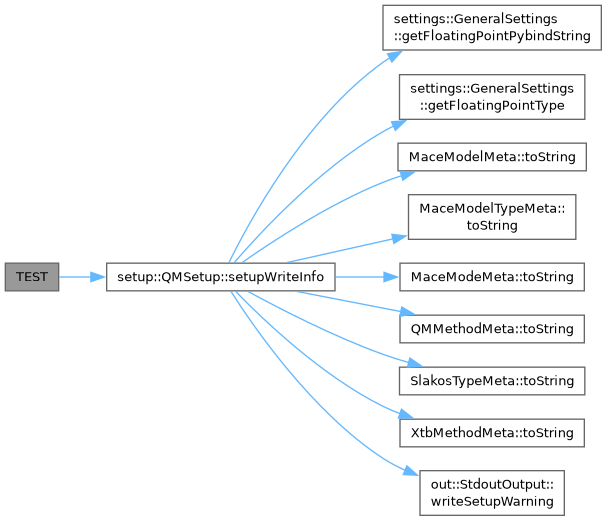 TEST
setup::QMSetup::setupWriteInfo
settings::GeneralSettings
::getFloatingPointPybindString
settings::GeneralSettings
::getFloatingPointType
MaceModelMeta::toString
MaceModelTypeMeta::
toString
MaceModeMeta::toString
QMMethodMeta::toString
SlakosTypeMeta::toString
XtbMethodMeta::toString
out::StdoutOutput::
writeSetupWarning